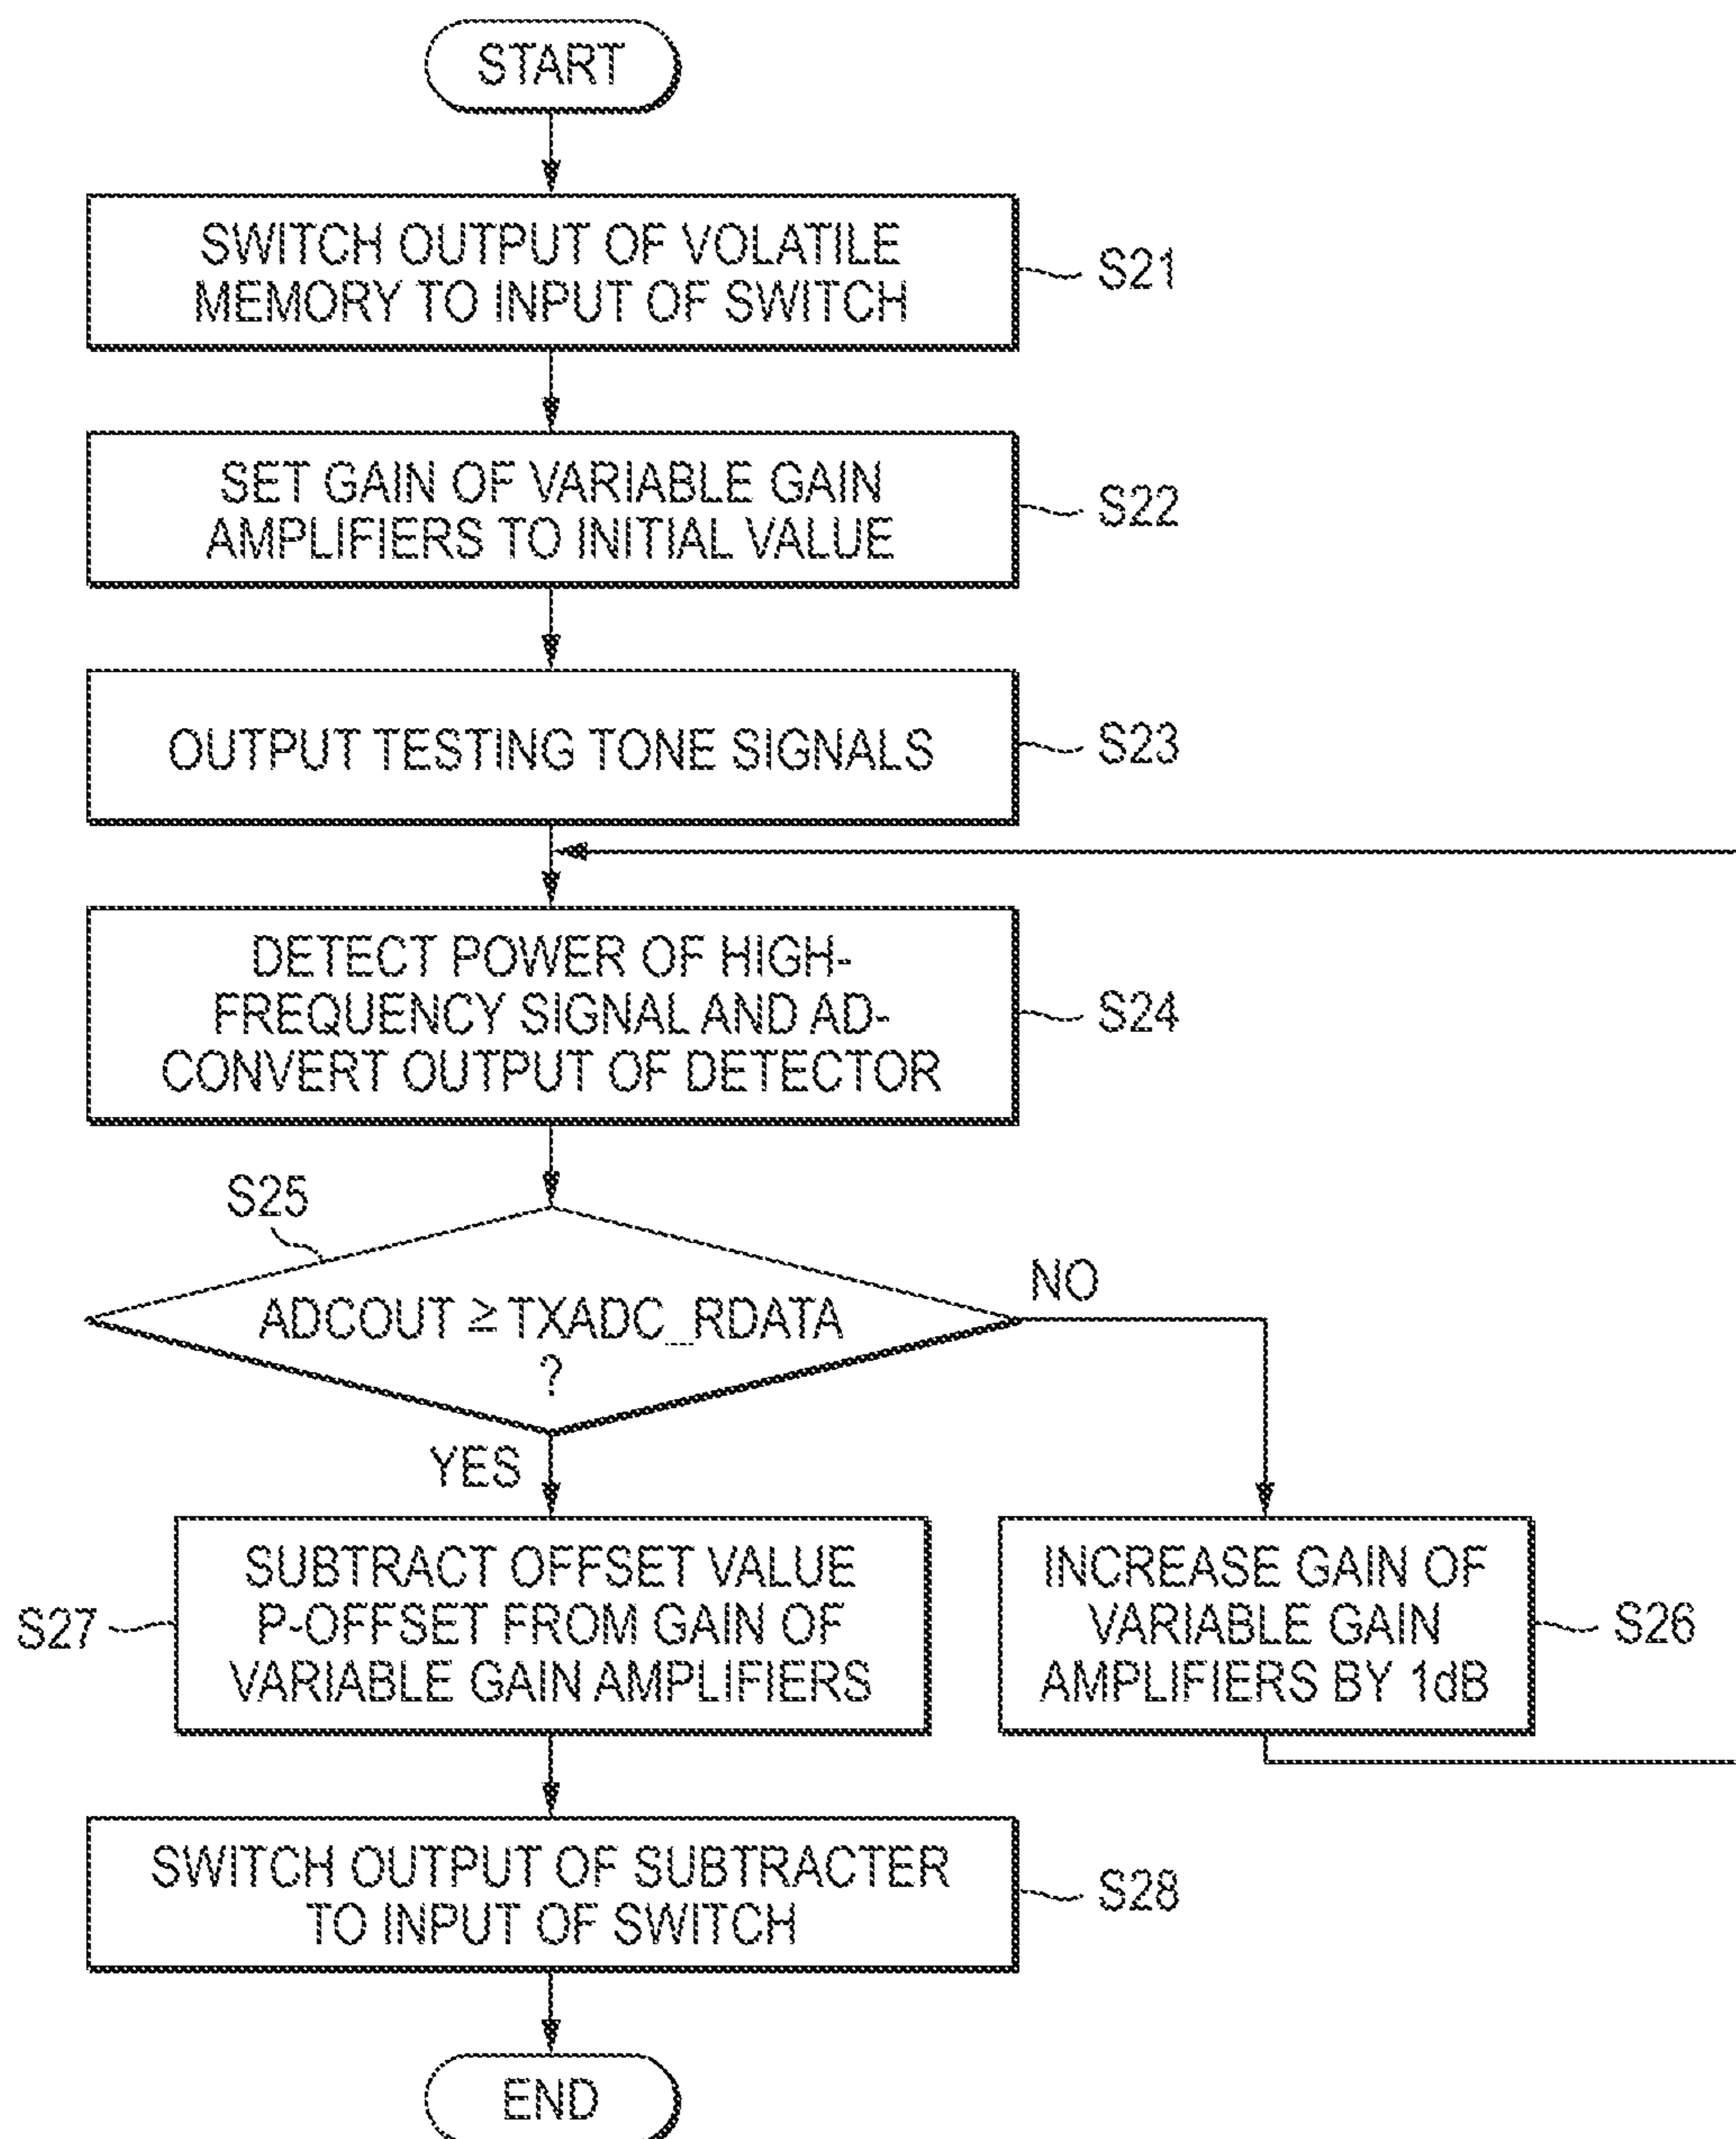 START
SWITCH OUTPUT OF VOLATILE
MEMORY TO INPUT OF SWITCH
S21
SET GAIN OF VARIABLE GAIN
AMPLIFIERS TO INITIAL VALUE
S22
OUTPUT TESTING TONE SIGNALS
S23
DETECT POWER OF HIGH-
FREQUENCY SIGNAL AND AD-
CONVERT OUTPUT OF DETECTOR
S24
S25
ADCOUT ≥ TXADC_RDATA
?
NO
YES
SUBTRACT OFFSET VALUE
P-OFFSET FROM GAIN OF
VARIABLE GAIN AMPLIFIERS
S27
INCREASE GAIN OF
VARIABLE GAIN
AMPLIFIERS BY 1dB
S26
SWITCH OUTPUT OF SUBTRACTER
TO INPUT OF SWITCH
S28
END